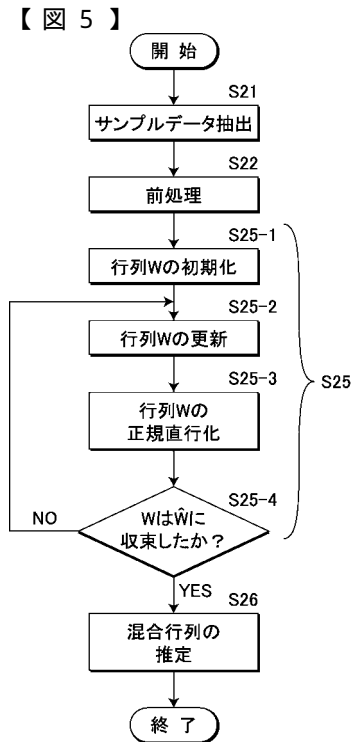 【図5】
開始
S21
サンプルデータ抽出
S22
前処理
S25-1
行列Wの初期化
S25-2
行列Wの更新
S25-3
行列Wの
正規直行化
S25
S25-4
WはŴに
収束したか？
NO
YES
S26
混合行列の
推定
終了